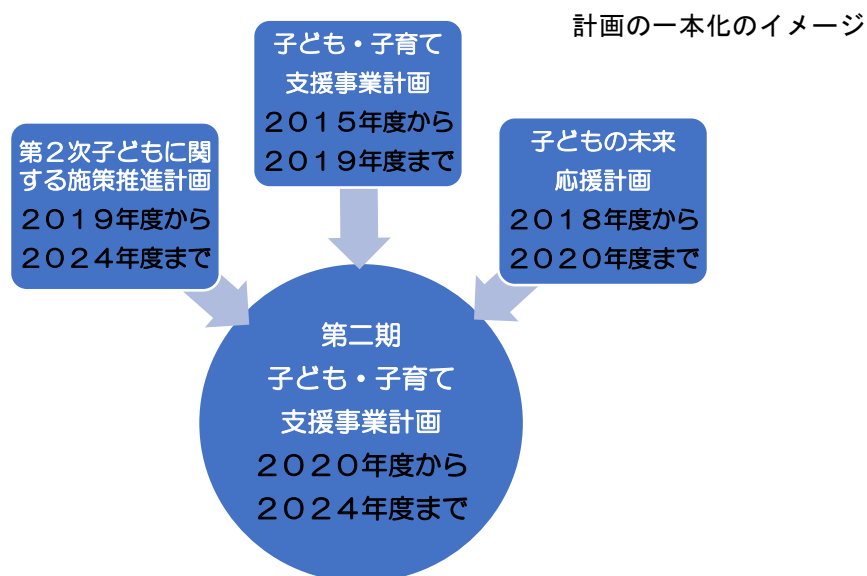 計画の一本化のイメージ
子ども・子育て
支援事業計画
２０１５年度から
２０１９年度まで
第２次子どもに関
する施策推進計画
２０１９年度から
２０２４年度まで
子どもの未来
応援計画
２０１８年度から
２０２０年度まで
第二期
子ども・子育て
支援事業計画
２０２０年度から
２０２４年度まで